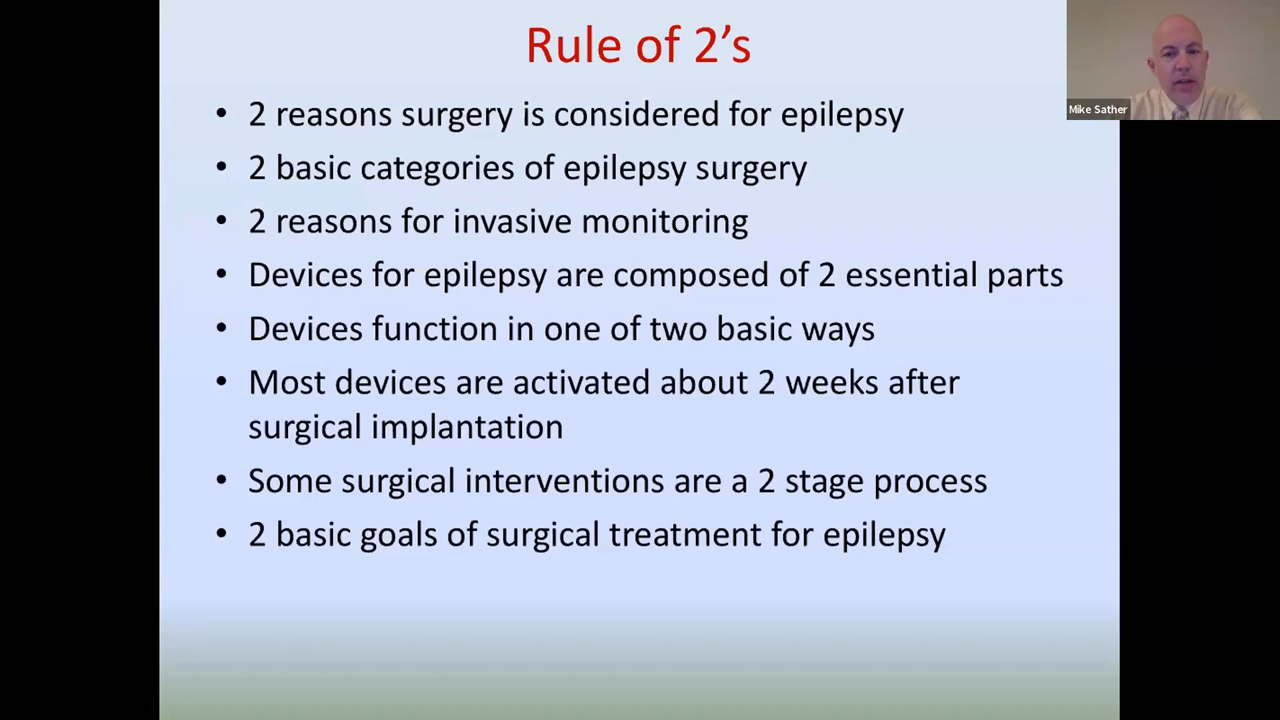 Rule of 2's
• 2 reasons surgery is considered for epilepsy
• 2 basic categories of epilepsy surgery
• 2 reasons for invasive monitoring
• Devices for epilepsy are composed of 2 essential parts
• Devices function in one of two basic ways
• Most devices are activated about 2 weeks after
surgical implantation
• Some surgical interventions are a 2 stage process
• 2 basic goals of surgical treatment for epilepsy
Mike Sather